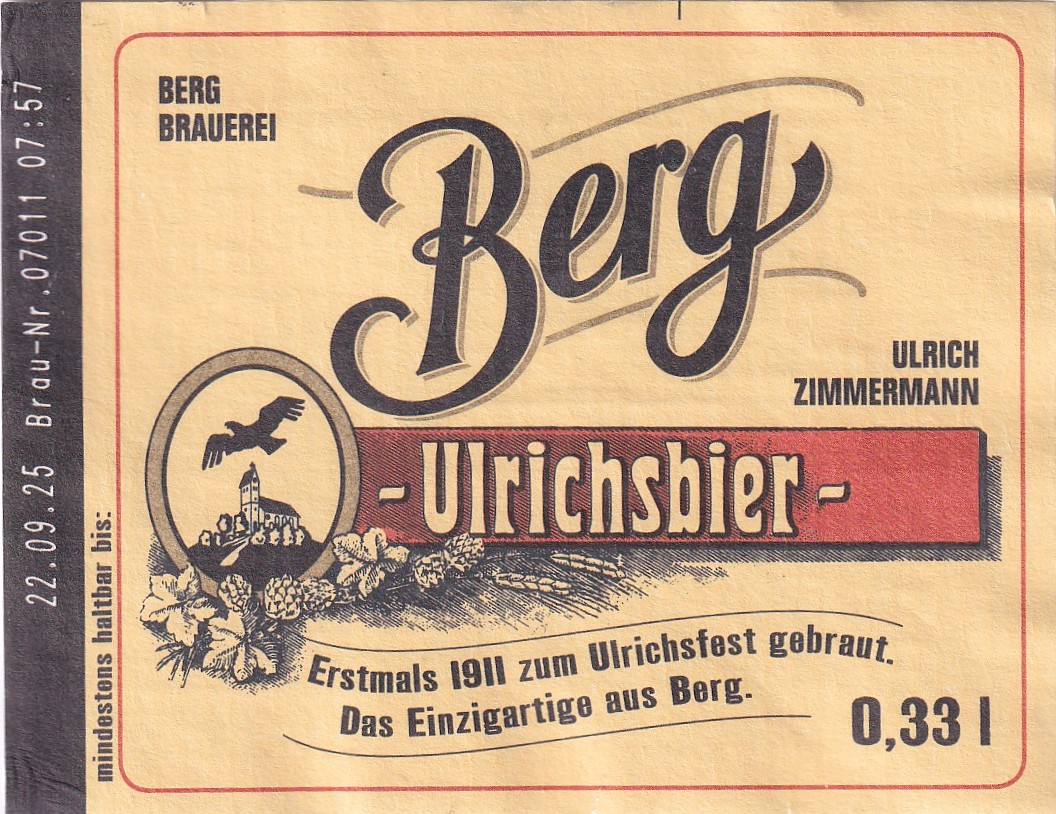 BERG
BRAUEREI
Berg
ULRICH
ZIMMERMANN
-Ulrichsbier-
Erstmals 1911 zum Ulrichsfest gebraut.
Das Einzigartige aus Berg.
0,33 l
mindestens haltbar bis:
22.09.25 Brau-Nr.07011 07:57